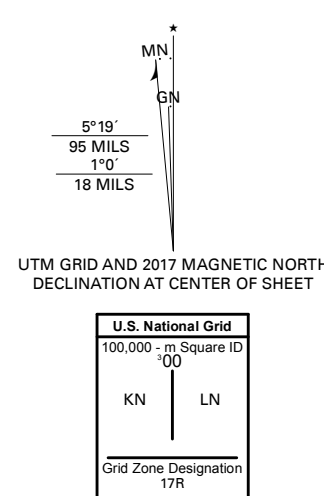 ★
MN
GN
5°19´
95 MILS
1°0´
18 MILS
UTM GRID AND 2017 MAGNETIC NORTH
DECLINATION AT CENTER OF SHEET
U.S. National Grid
100,000 - m Square ID
³00
KN LN
Grid Zone Designation
17R